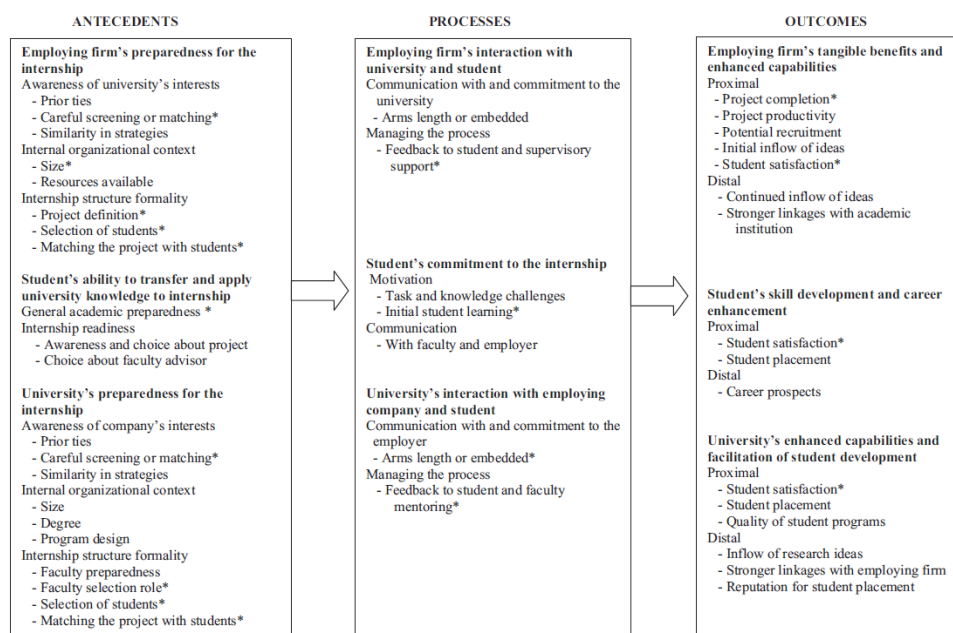 ANTECEDENTS
Employing firm's preparedness for the
internship
Awareness of university's interests
- Prior ties
- Careful screening or matching*
- Similarity in strategies
Internal organizational context
- Size*
- Resources available
Internship structure formality
- Project definition*
- Selection of students*
- Matching the project with students*
Student's ability to transfer and apply
university knowledge to internship
General academic preparedness *
Internship readiness
- Awareness and choice about project
- Choice about faculty advisor
University's preparedness for the
internship
Awareness of company's interests
- Prior ties
- Careful screening or matching*
- Similarity in strategies
Internal organizational context
- Size
- Degree
- Program design
Internship structure formality
- Faculty preparedness
- Faculty selection role*
- Selection of students*
- Matching the project with students*
PROCESSES
Employing firm's interaction with
university and student
Communication with and commitment to the
university
- Arms length or embedded
Managing the process
- Feedback to student and supervisory
support*
Student's commitment to the internship
Motivation
- Task and knowledge challenges
- Initial student learning*
Communication
- With faculty and employer
University's interaction with employing
company and student
Communication with and commitment to the
employer
- Arms length or embedded*
Managing the process
- Feedback to student and faculty
mentoring*
OUTCOMES
Employing firm's tangible benefits and
enhanced capabilities
Proximal
- Project completion*
- Project productivity
- Potential recruitment
- Initial inflow of ideas
- Student satisfaction*
Distal
- Continued inflow of ideas
- Stronger linkages with academic
institution
Student's skill development and career
enhancement
Proximal
- Student satisfaction*
- Student placement
Distal
- Career prospects
University's enhanced capabilities and
facilitation of student development
Proximal
- Student satisfaction*
- Student placement
- Quality of student programs
Distal
- Inflow of research ideas
- Stronger linkages with employing firm
- Reputation for student placement